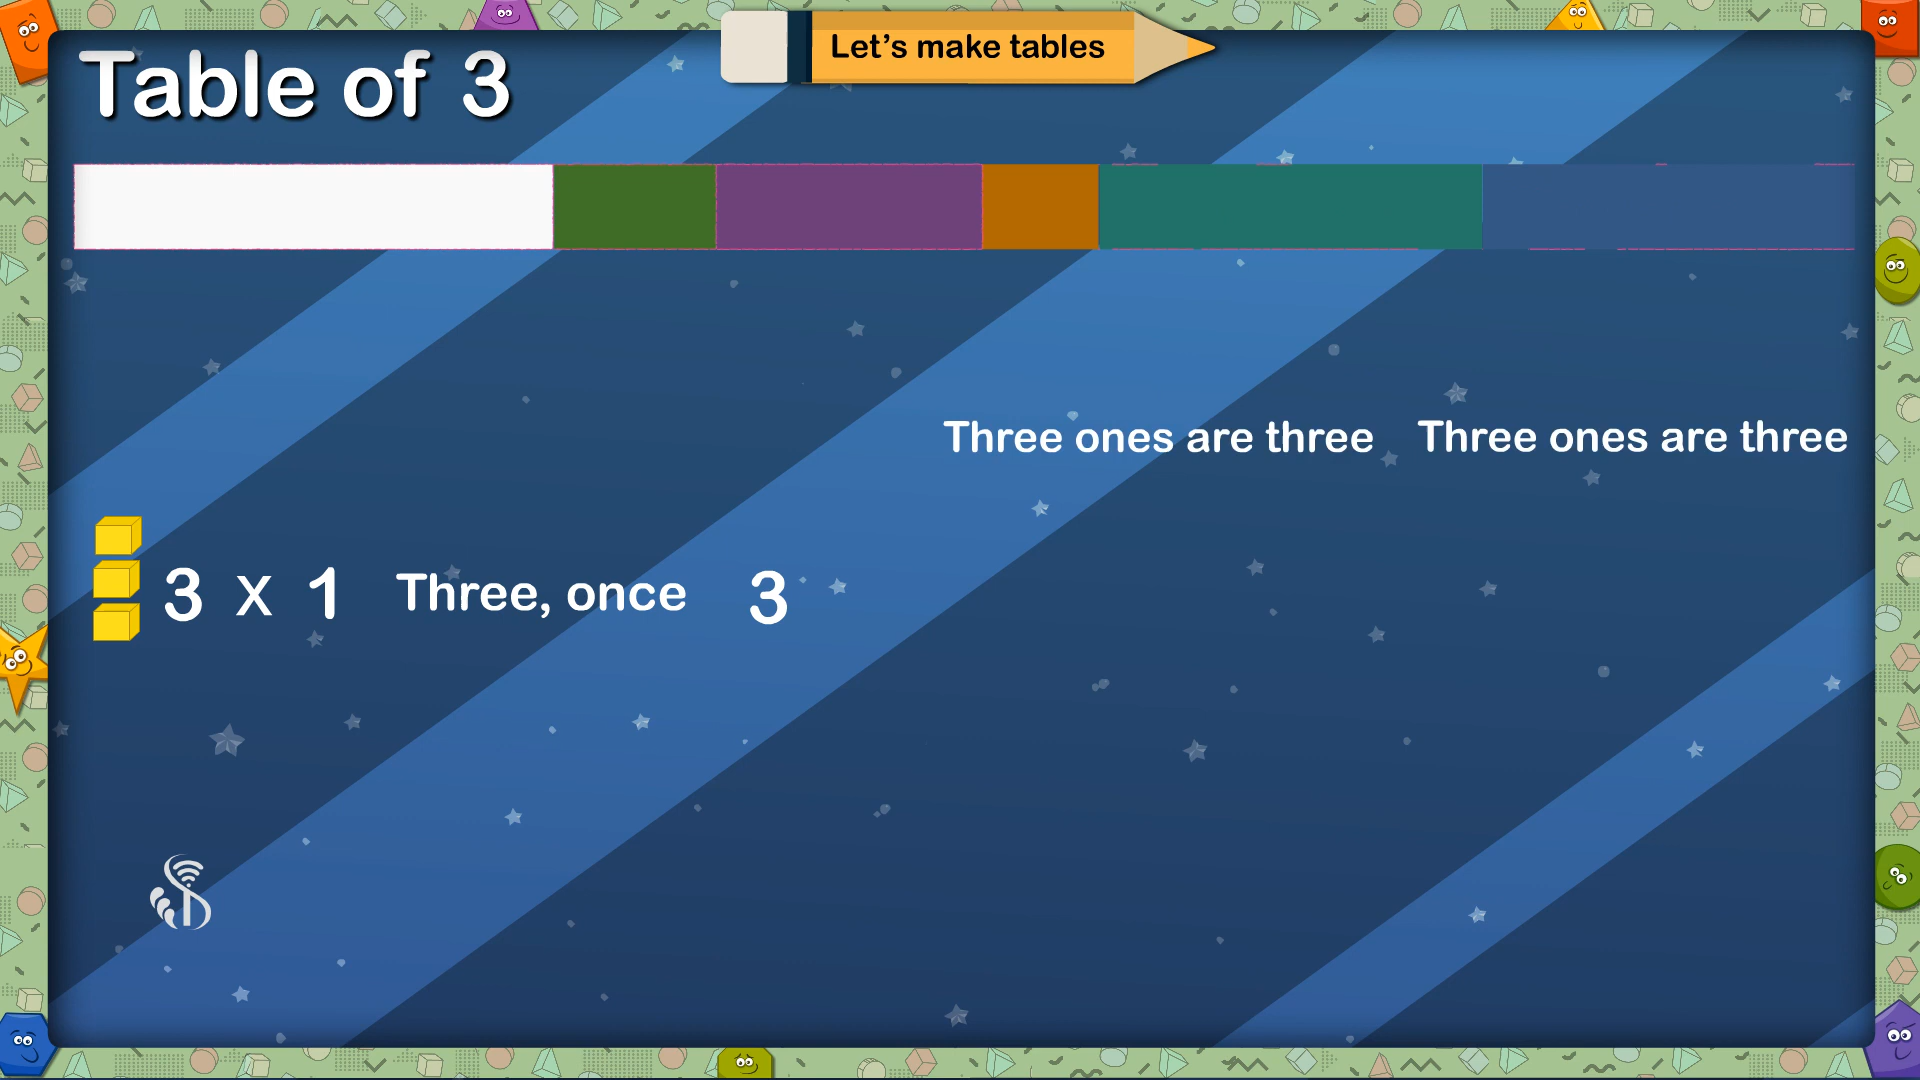 Let's make tables
Table of 3
Three ones are three Three ones are three
3 x 1 Three, once 3